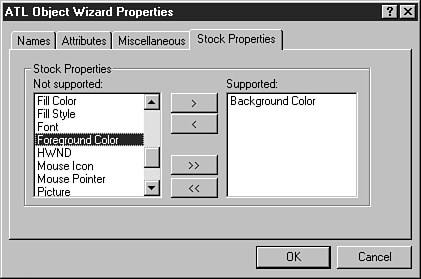 ATL Object Wizard Properties
Names Attributes Miscellaneous Stock Properties
Stock Properties
Not supported:
Fill Color
Fill Style
Font
Foreground Color
HWND
Mouse Icon
Mouse Pointer
Picture
>
<
>>
<<
Supported:
Background Color
OK Cancel